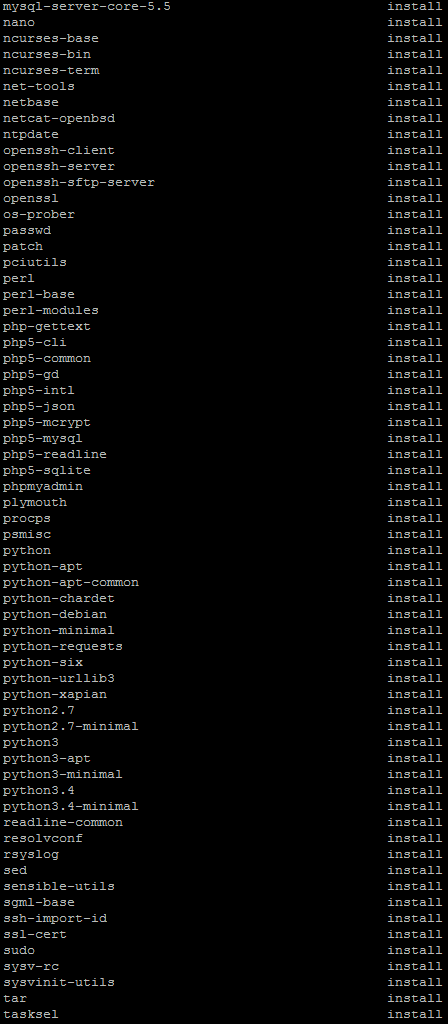 mysql-server-core-5.5 install
nano install
ncurses-base install
ncurses-bin install
ncurses-term install
net-tools install
netbase install
netcat-openbsd install
ntpdate install
openssh-client install
openssh-server install
openssh-sftp-server install
openssl install
os-prober install
passwd install
patch install
pciutils install
perl install
perl-base install
perl-modules install
php-gettext install
php5-cli install
php5-common install
php5-gd install
php5-intl install
php5-json install
php5-mcrypt install
php5-mysql install
php5-readline install
php5-sqlite install
phpmyadmin install
plymouth install
procps install
psmisc install
python install
python-apt install
python-apt-common install
python-chardet install
python-debian install
python-minimal install
python-requests install
python-six install
python-urllib3 install
python-xapian install
python2.7 install
python2.7-minimal install
python3 install
python3-apt install
python3-minimal install
python3.4 install
python3.4-minimal install
readline-common install
resolvconf install
rsyslog install
sed install
sensible-utils install
sgml-base install
ssh-import-id install
ssl-cert install
sudo install
sysv-rc install
sysvinit-utils install
tar install
tasksel install